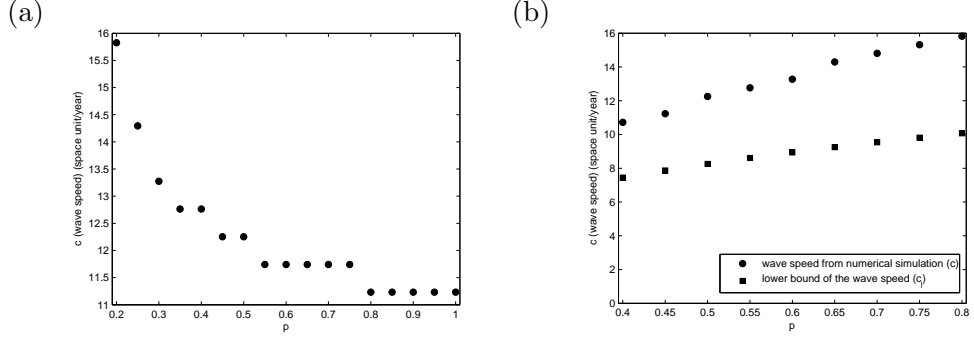 (a)
16
15.5
15
14.5
14
13.5
13
12.5
12
11.5
11
0.2 0.3 0.4 0.5 0.6 0.7 0.8 0.9 1
p
c (wave speed) (space unit/year)
(b)
16
14
12
10
8
6
4
2
0
0.4 0.45 0.5 0.55 0.6 0.65 0.7 0.75 0.8
p
c (wave speed) (space unit/year)
wave speed from numerical simulation (c)
lower bound of the wave speed (c_l)